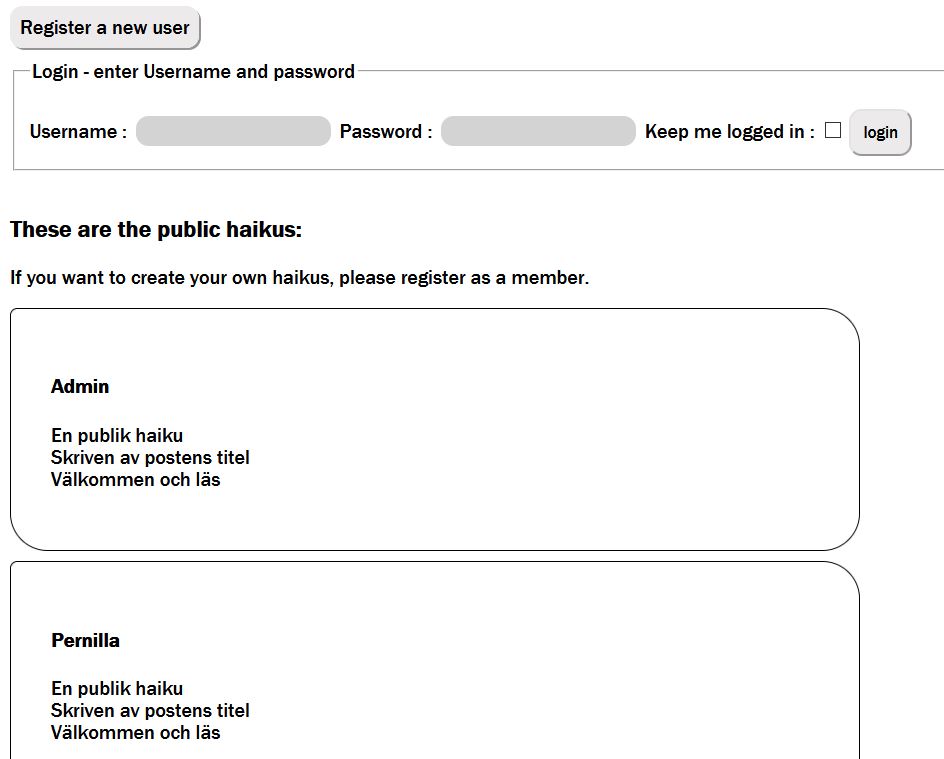 Register a new user
Login - enter Username and password
Username : Password : Keep me logged in : login
These are the public haikus:
If you want to create your own haikus, please register as a member.
Admin
En publik haiku
Skriven av postens titel
Välkommen och läs
Pernilla
En publik haiku
Skriven av postens titel
Välkommen och läs